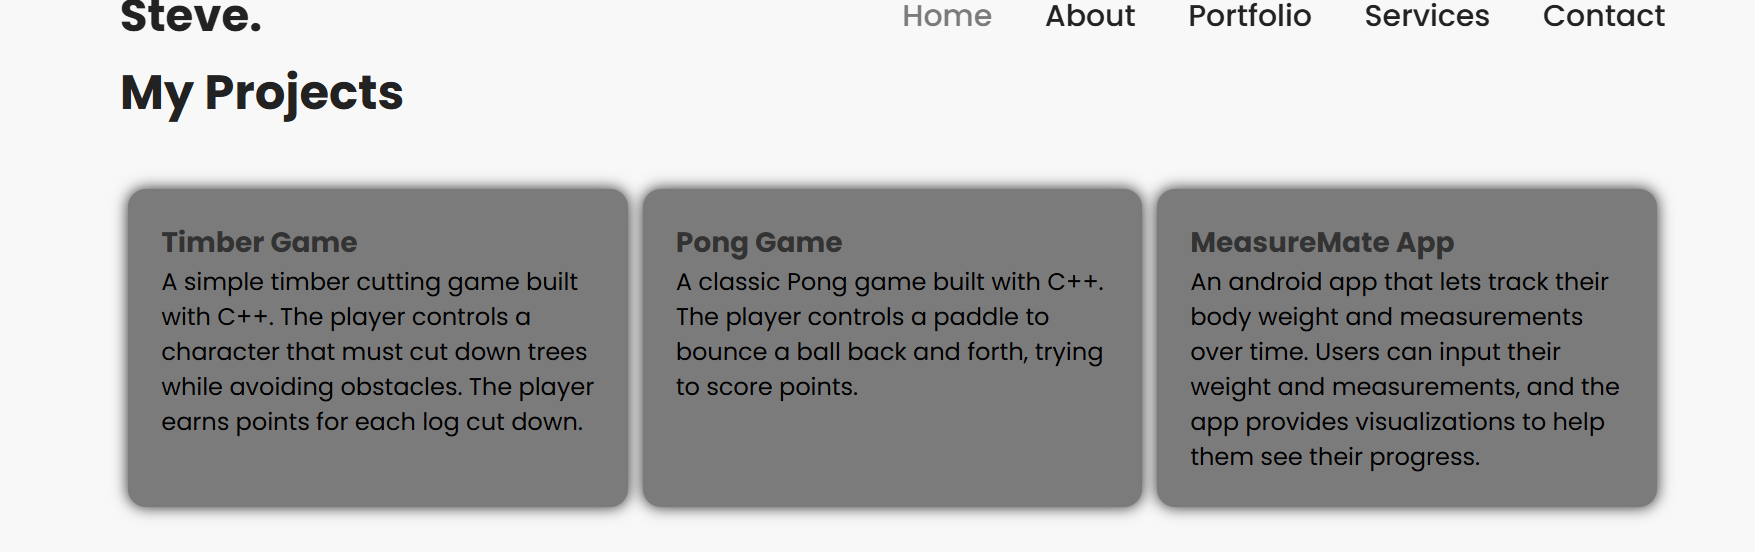 Steve.
Home About Portfolio Services Contact
My Projects
Timber Game
A simple timber cutting game built
with C++. The player controls a
character that must cut down trees
while avoiding obstacles. The player
earns points for each log cut down.
Pong Game
A classic Pong game built with C++.
The player controls a paddle to
bounce a ball back and forth, trying
to score points.
MeasureMate App
An android app that lets track their
body weight and measurements
over time. Users can input their
weight and measurements, and the
app provides visualizations to help
them see their progress.